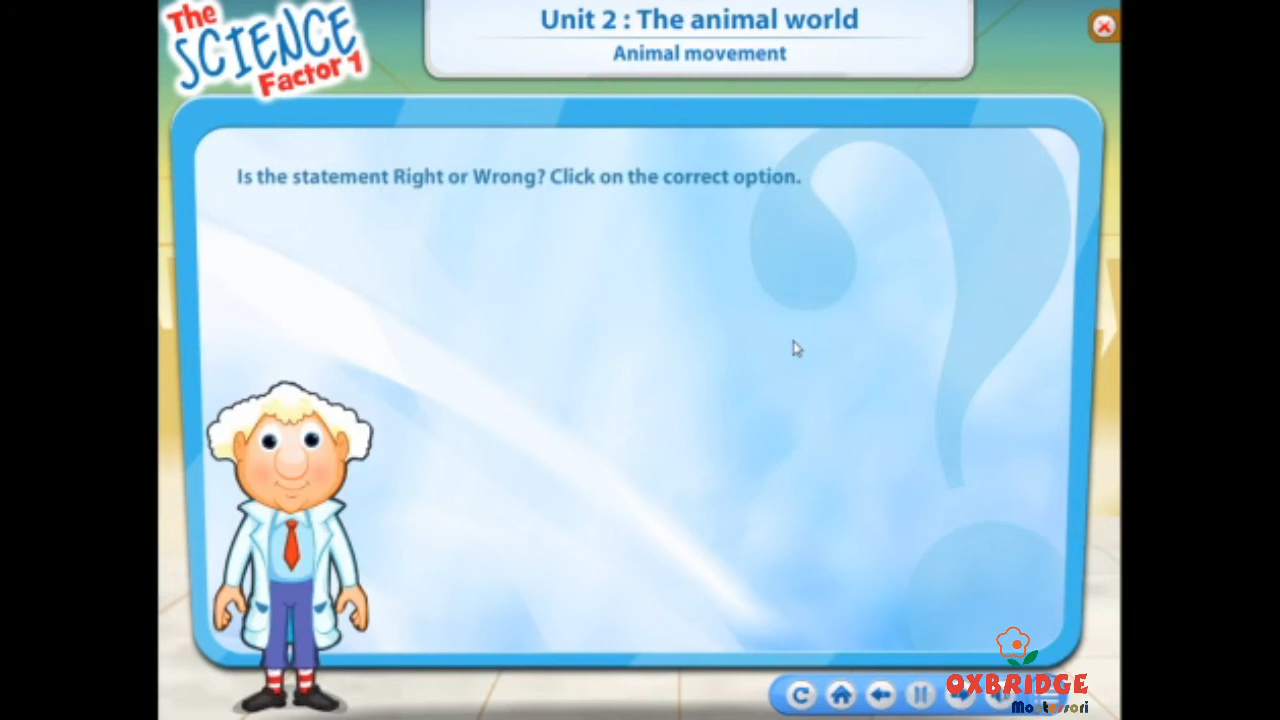 The
SCIENCE
Factor 1
Unit 2 : The animal world
Animal movement
Is the statement Right or Wrong? Click on the correct option.
OXBRIDGE
Montessori